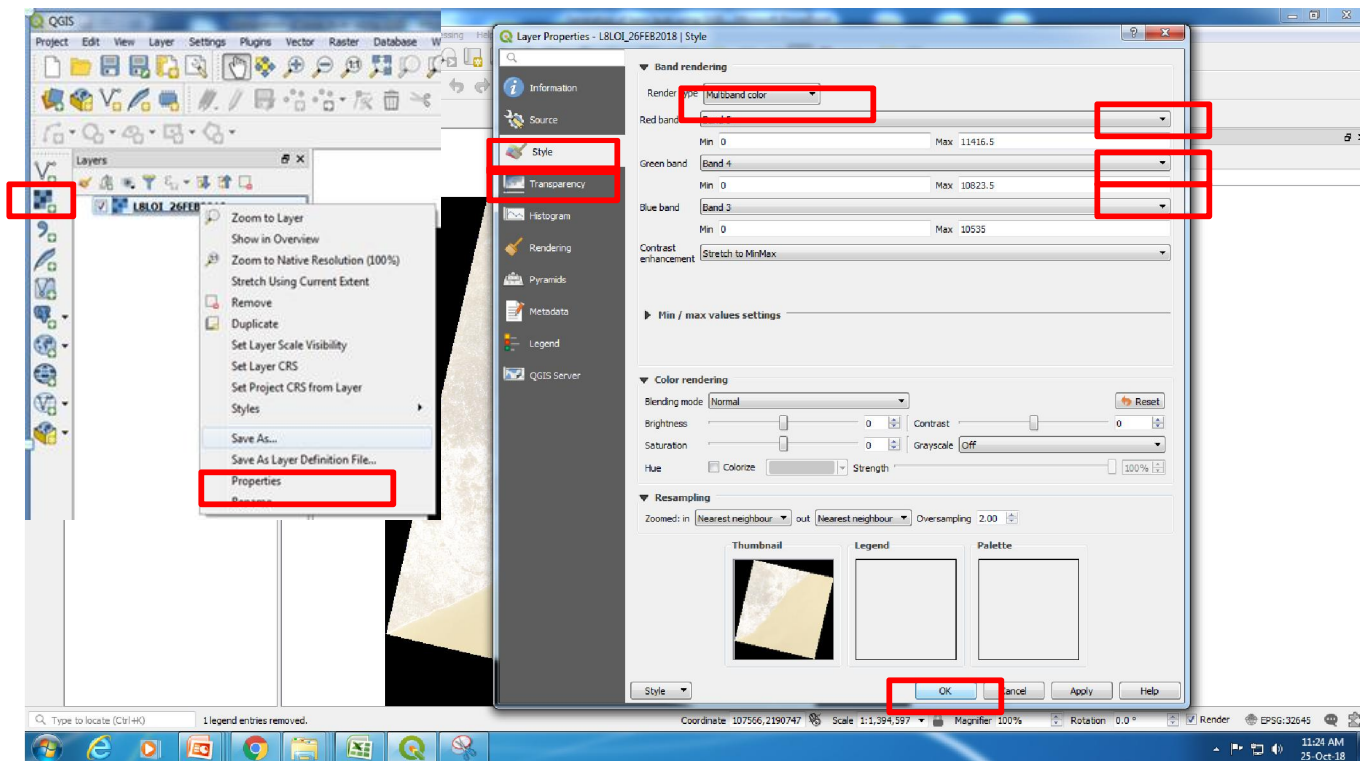 QGIS
Project Edit View Layer Settings Plugins Vector Raster Database W
Layers
L8LOI_26FEB2018
Zoom to Layer
Show in Overview
Zoom to Native Resolution (100%)
Stretch Using Current Extent
Remove
Duplicate
Set Layer Scale Visibility
Set Layer CRS
Set Project CRS from Layer
Styles
Save As...
Save As Layer Definition File...
Properties
Rename
Layer Properties - L8LOI_26FEB2018 | Style
Information
Source
Style
Transparency
Histogram
Rendering
Pyramids
Metadata
Legend
QGIS Server
Band rendering
Render type Multiband color
Red band
Min 0 Max 11416.5
Green band Band 4
Min 0 Max 10823.5
Blue band Band 3
Min 0 Max 10535
Contrast enhancement Stretch to MinMax
Min / max values settings
Color rendering
Blending mode Normal Reset
Brightness 0 Contrast 0
Saturation 0 Grayscale Off
Hue Colorize Strength 100%
Resampling
Zoomed: in Nearest neighbour out Nearest neighbour Oversampling 2.00
Thumbnail Legend Palette
Style OK Cancel Apply Help
Type to locate (Ctrl+K) 1 legend entries removed. Coordinate 107566,2190747 Scale 1:1,394,597 Magnifier 100% Rotation 0.0 ° Render EPSG:32645
11:24 AM
25-Oct-18